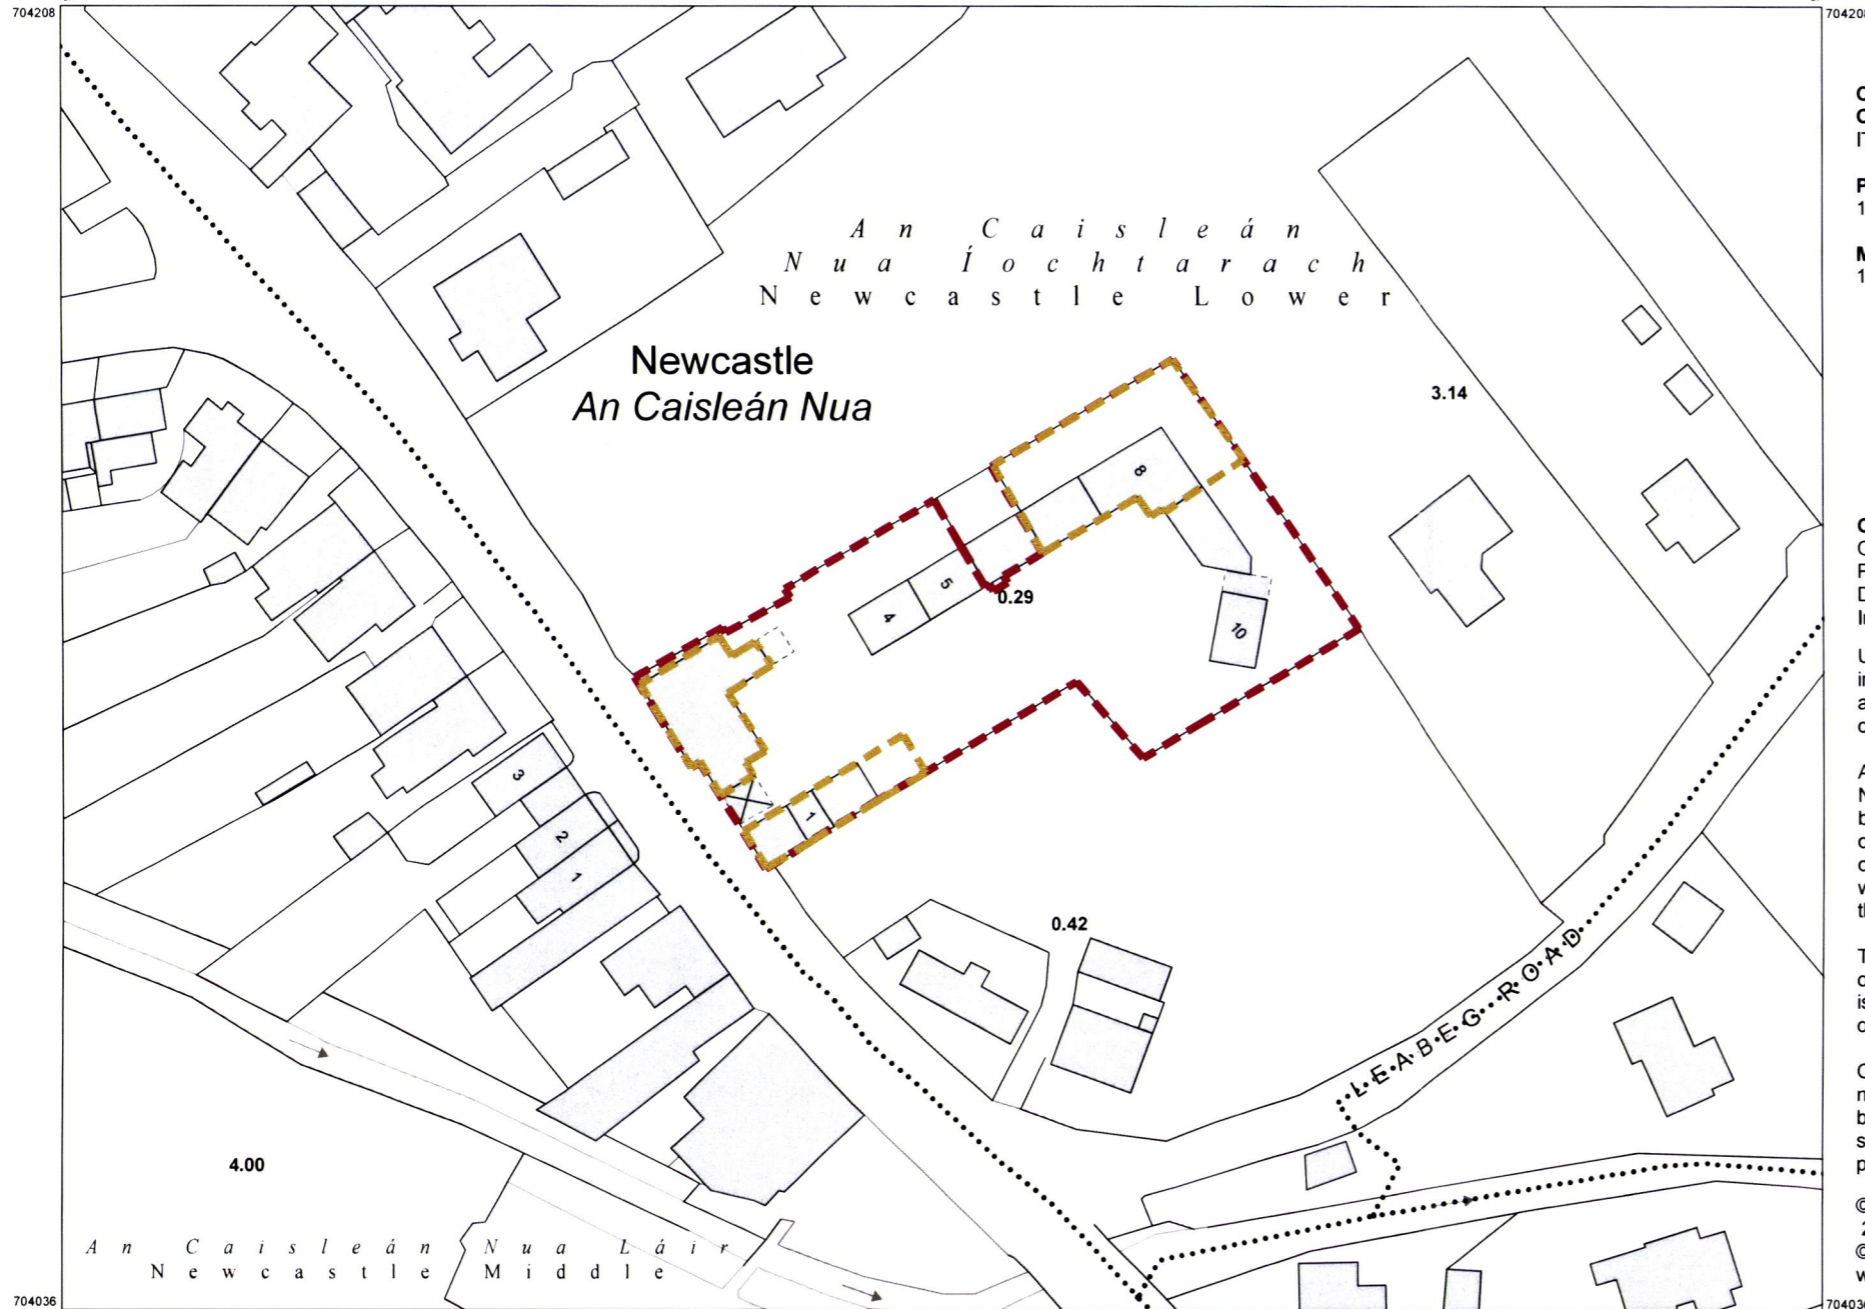 704208
704208
An Caisleán
Nua Íochtarach
Newcastle Lower
Newcastle
An Caisleán Nua
3.14
8
5
4
0.29
10
3
2
1
1
0.42
LEABEG ROAD
4.00
An Caisleán Nua Láir
Newcastle Middle
704036